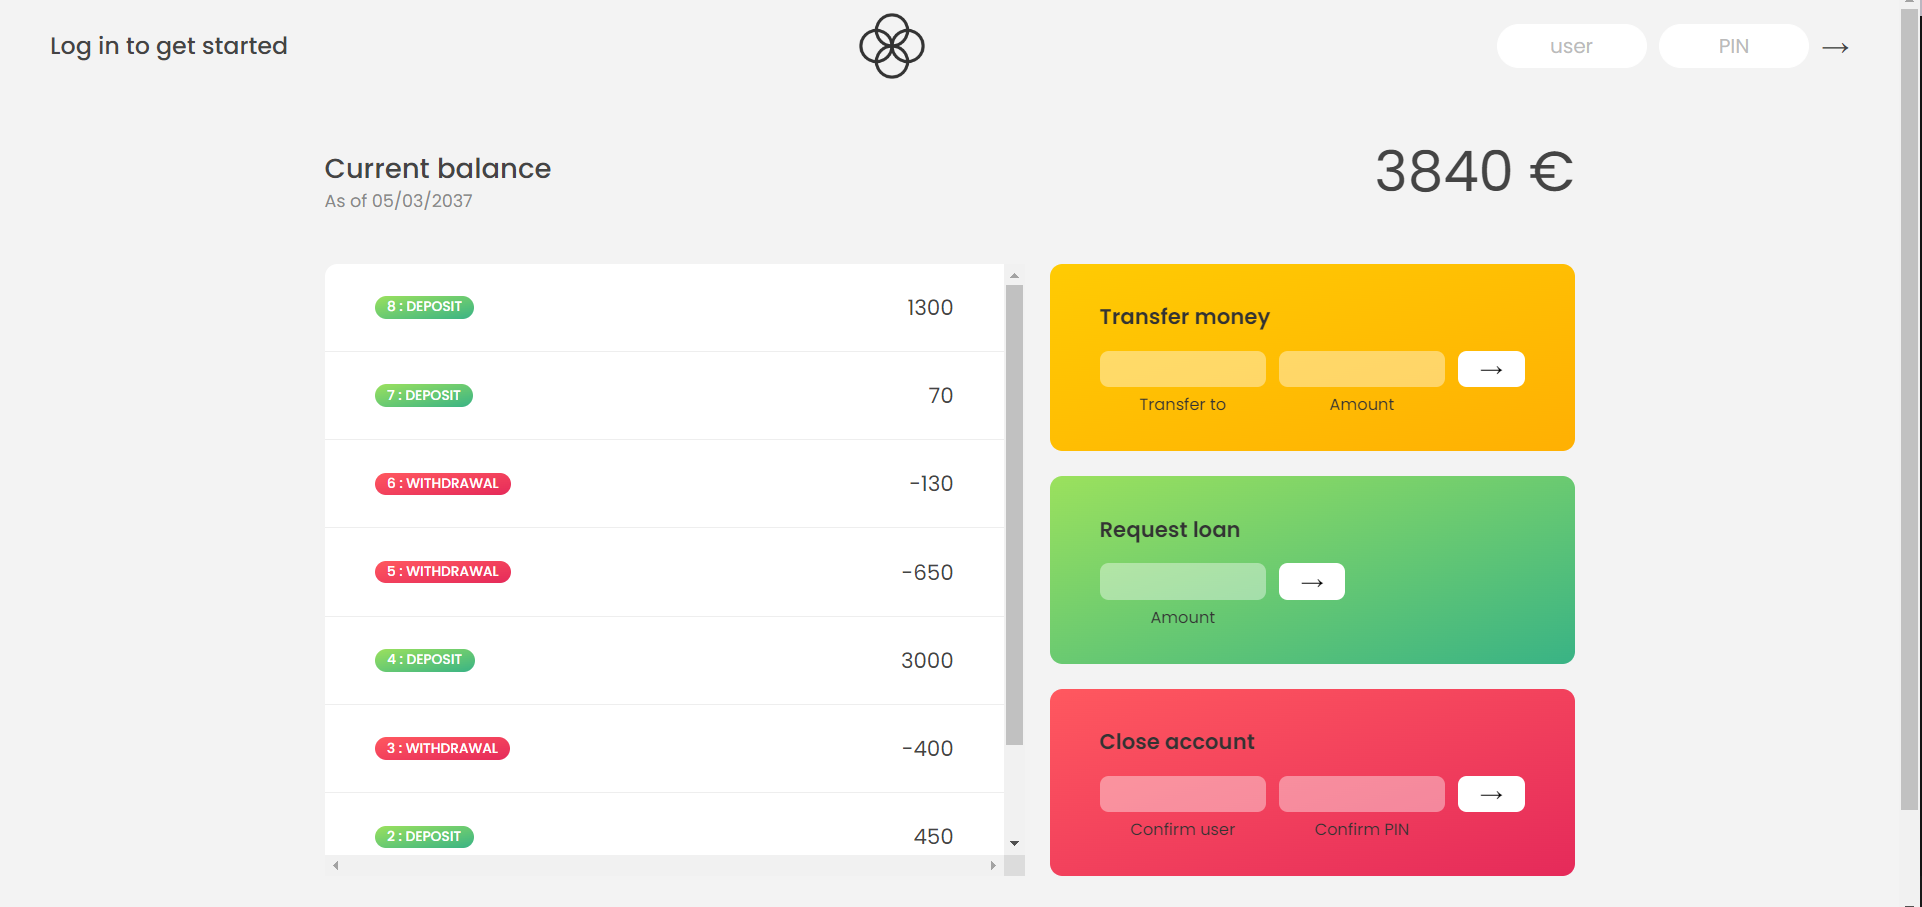 Log in to get started
user
PIN
→
Current balance
As of 05/03/2037
3840 €
8 : DEPOSIT
1300
7 : DEPOSIT
70
6 : WITHDRAWAL
-130
5 : WITHDRAWAL
-650
4 : DEPOSIT
3000
3 : WITHDRAWAL
-400
2 : DEPOSIT
450
Transfer money
→
Transfer to
Amount
Request loan
→
Amount
Close account
→
Confirm user
Confirm PIN